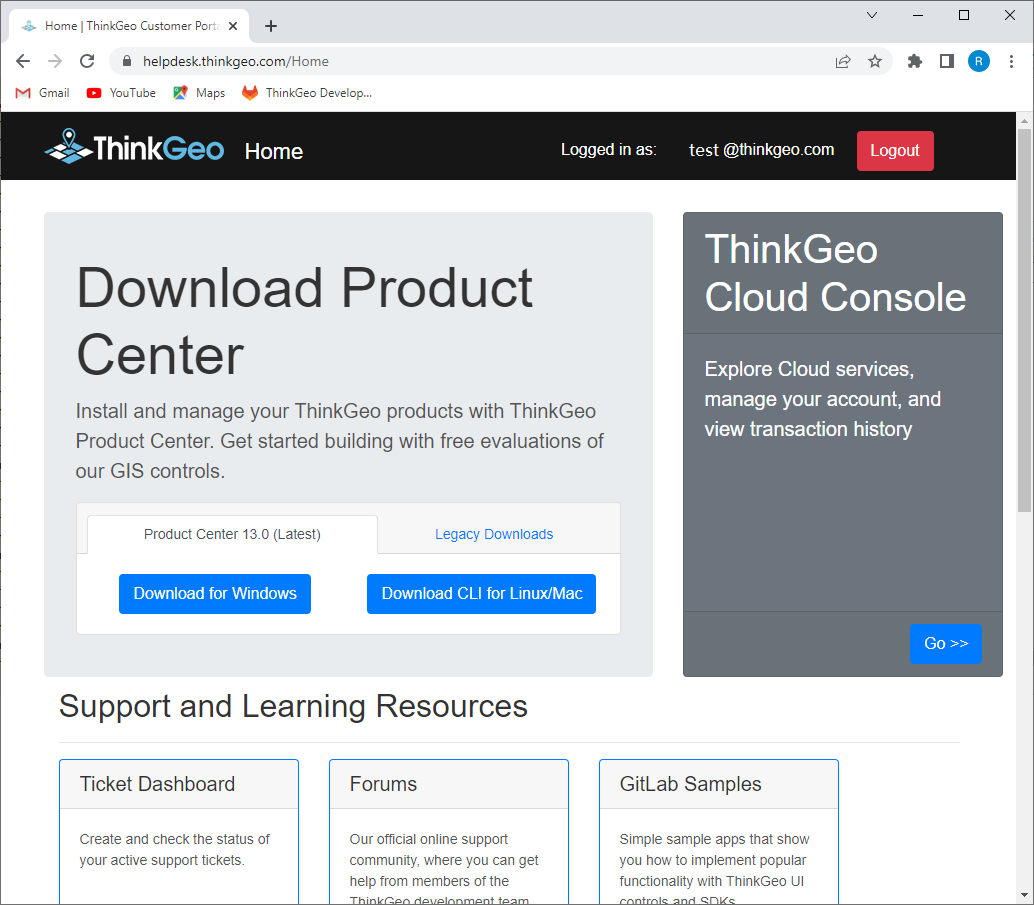 Home | ThinkGeo Customer Porta
helpdesk.thinkgeo.com/Home
R
Gmail
YouTube
Maps
ThinkGeo Develop...
ThinkGeo
Home
Logged in as:
test @thinkgeo.com
Logout
Download Product
Center
Install and manage your ThinkGeo products with ThinkGeo
Product Center. Get started building with free evaluations of
our GIS controls.
Product Center 13.0 (Latest)
Legacy Downloads
Download for Windows
Download CLI for Linux/Mac
ThinkGeo
Cloud Console
Explore Cloud services,
manage your account, and
view transaction history
Go >>
Support and Learning Resources
Ticket Dashboard
Create and check the status of
your active support tickets.
Forums
Our official online support
community, where you can get
help from members of the
ThinkGeo development team
GitLab Samples
Simple sample apps that show
you how to implement popular
functionality with ThinkGeo UI
controls and SDKs